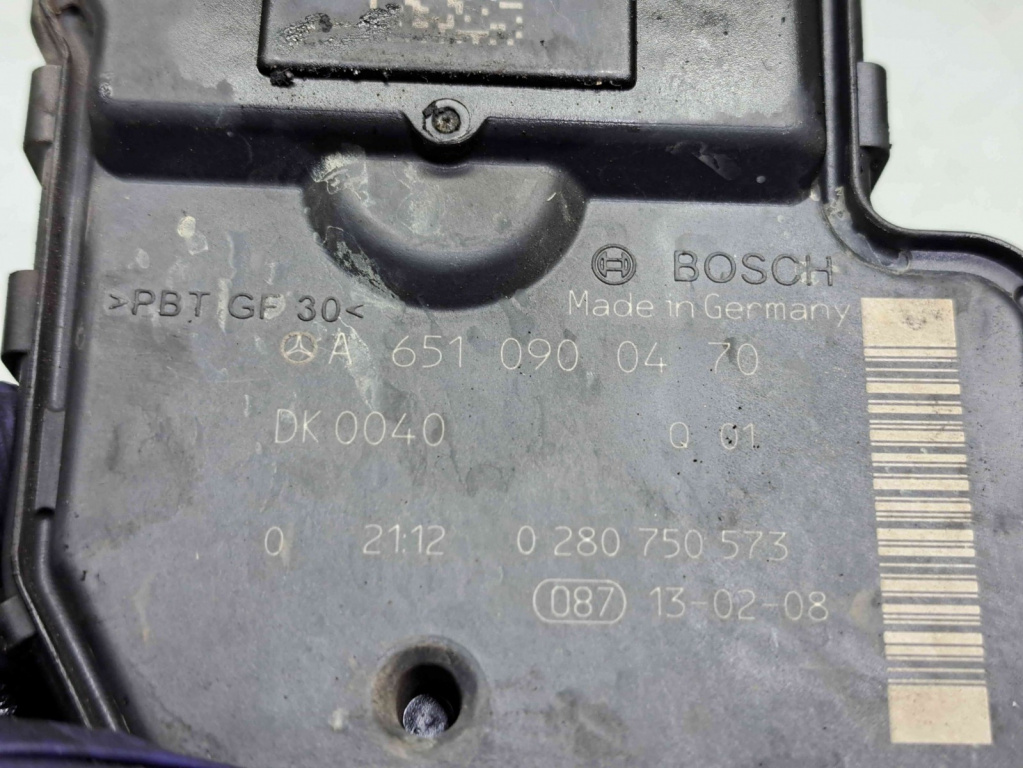 BOSCH
Made in Germany
>PBT GF 30<
A 651 090 04 70
DK 0040 Q 01
0 21:12 0 280 750 573
087 13-02-08